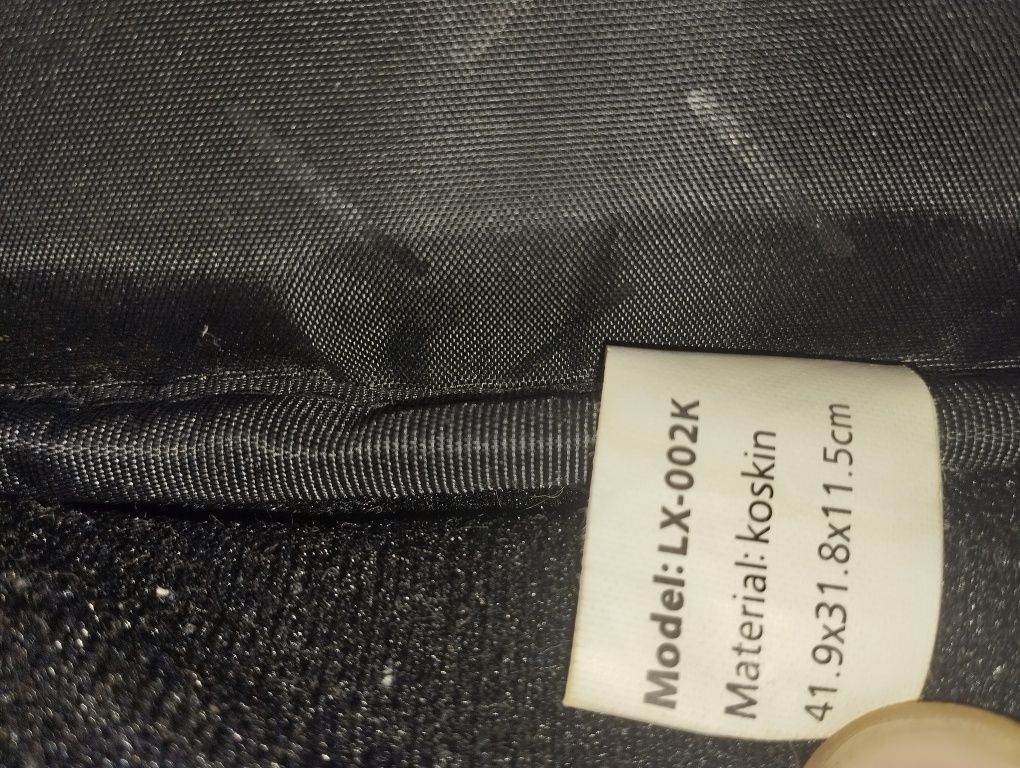 Model: LX-002K
Material: koskin
41.9x31.8x11.5cm